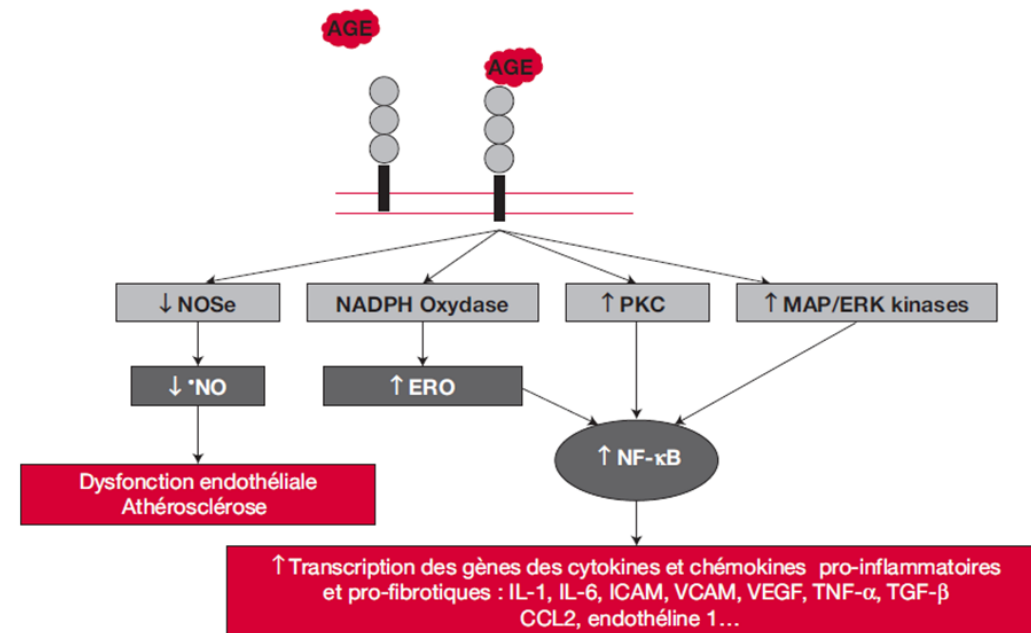 AGE
AGE
↓ NOSe
NADPH Oxydase
↑ PKC
↑ MAP/ERK kinases
↓ •NO
↑ ERO
↑ NF-κB
Dysfonction endothéliale
Athérosclérose
↑ Transcription des gènes des cytokines et chémokines pro-inflammatoires
et pro-fibrotiques : IL-1, IL-6, ICAM, VCAM, VEGF, TNF-α, TGF-β
CCL2, endothéline 1...